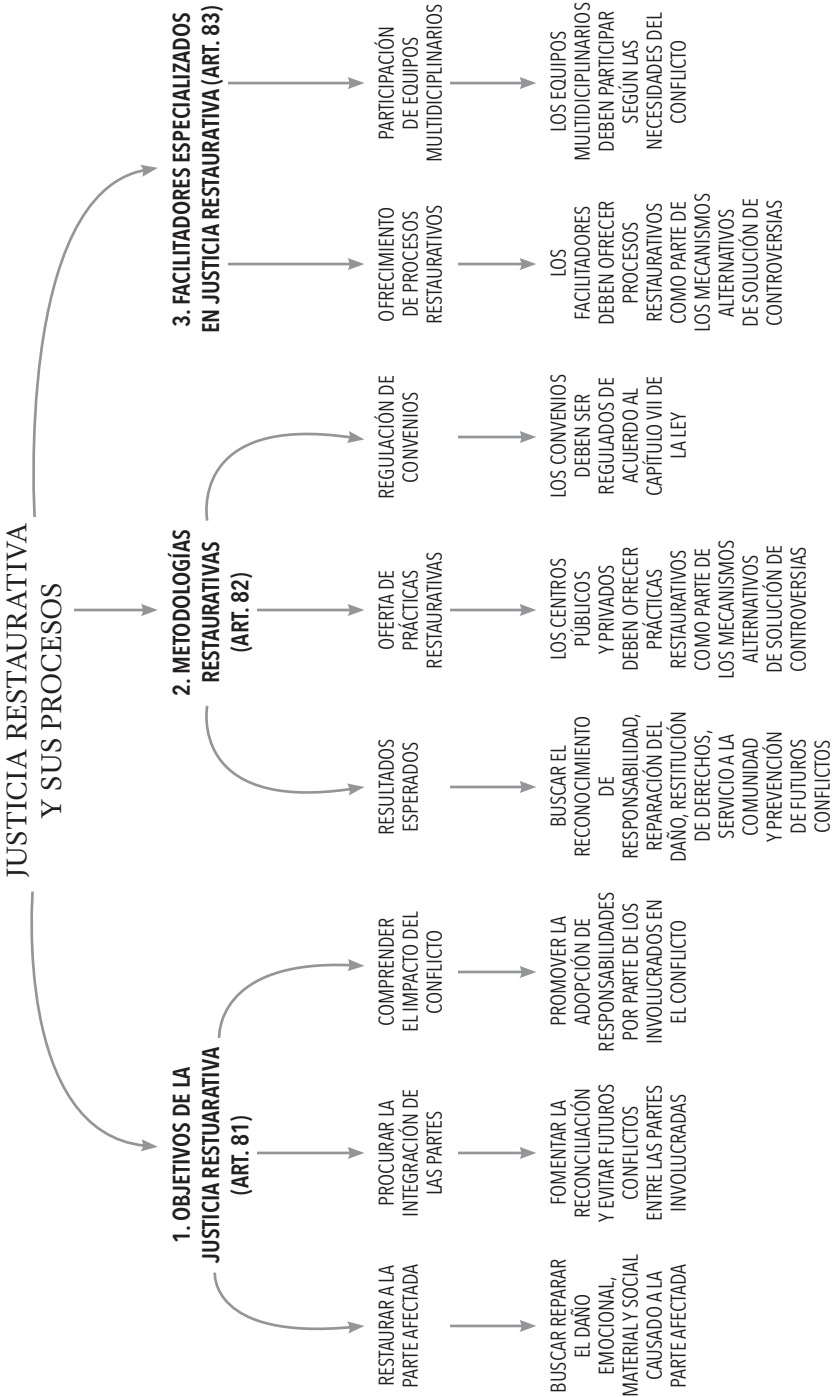 JUSTICIA RESTAURATIVA
Y SUS PROCESOS
1. OBJETIVOS DE LA
JUSTICIA RESTUARATIVA
(ART. 81)
RESTAURAR A LA
PARTE AFECTADA
BUSCAR REPARAR
EL DAÑO
EMOCIONAL,
MATERIAL Y SOCIAL
CAUSADO A LA
PARTE AFECTADA
PROCURAR LA
INTEGRACIÓN DE
LAS PARTES
FOMENTAR LA
RECONCILIACIÓN
Y EVITAR FUTUROS
CONFLICTOS
ENTRE LAS PARTES
INVOLUCRADAS
COMPRENDER
EL IMPACTO DEL
CONFLICTO
PROMOVER LA
ADOPCIÓN DE
RESPONSABILIDADES
POR PARTE DE LOS
INVOLUCRADOS EN
EL CONFLICTO
2. METODOLOGÍAS
RESTAURATIVAS
(ART. 82)
RESULTADOS
ESPERADOS
BUSCAR EL
RECONOCIMIENTO
DE
RESPONSABILIDAD,
REPARACIÓN DEL
DAÑO, RESTITUCIÓN
DE DERECHOS,
SERVICIO A LA
COMUNIDAD
Y PREVENCIÓN
DE FUTUROS
CONFLICTOS
OFERTA DE
PRÁCTICAS
RESTAURATIVAS
LOS CENTROS
PÚBLICOS
Y PRIVADOS
DEBEN OFRECER
PRÁCTICAS
RESTAURATIVOS
COMO PARTE DE
LOS MECANISMOS
ALTERNATIVOS
DE SOLUCIÓN DE
CONTROVERSIAS
REGULACIÓN DE
CONVENIOS
LOS CONVENIOS
DEBEN SER
REGULADOS DE
ACUERDO AL
CAPÍTULO VII DE
LA LEY
3. FACILITADORES ESPECIALIZADOS
EN JUSTICIA RESTAURATIVA (ART. 83)
OFRECIMIENTO
DE PROCESOS
RESTAURATIVOS
LOS
FACILITADORES
DEBEN OFRECER
PROCESOS
RESTAURATIVOS
COMO PARTE DE
LOS MECANISMOS
ALTERNATIVOS
DE SOLUCIÓN DE
CONTROVERSIAS
PARTICIPACIÓN
DE EQUIPOS
MULTIDICIPLINARIOS
LOS EQUIPOS
MULTIDICIPLINARIOS
DEBEN PARTICIPAR
SEGÚN LAS
NECESIDADES DEL
CONFLICTO